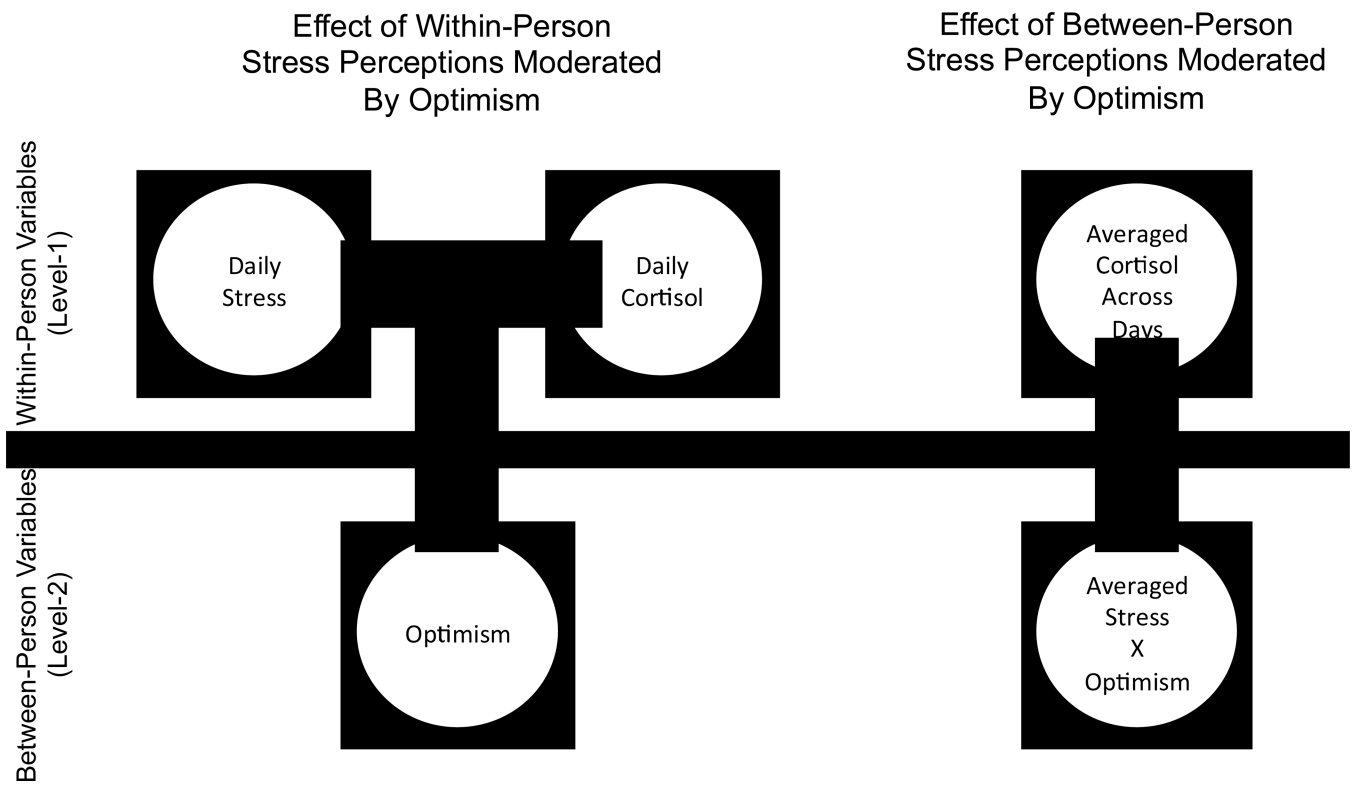 Effect of Within-Person
Stress Perceptions Moderated
By Optimism
Effect of Between-Person
Stress Perceptions Moderated
By Optimism
Within-Person Variables
(Level-1)
Daily
Stress
Daily
Cortisol
Averaged
Cortisol
Across
Days
Between-Person Variables
(Level-2)
Optimism
Averaged
Stress
X
Optimism